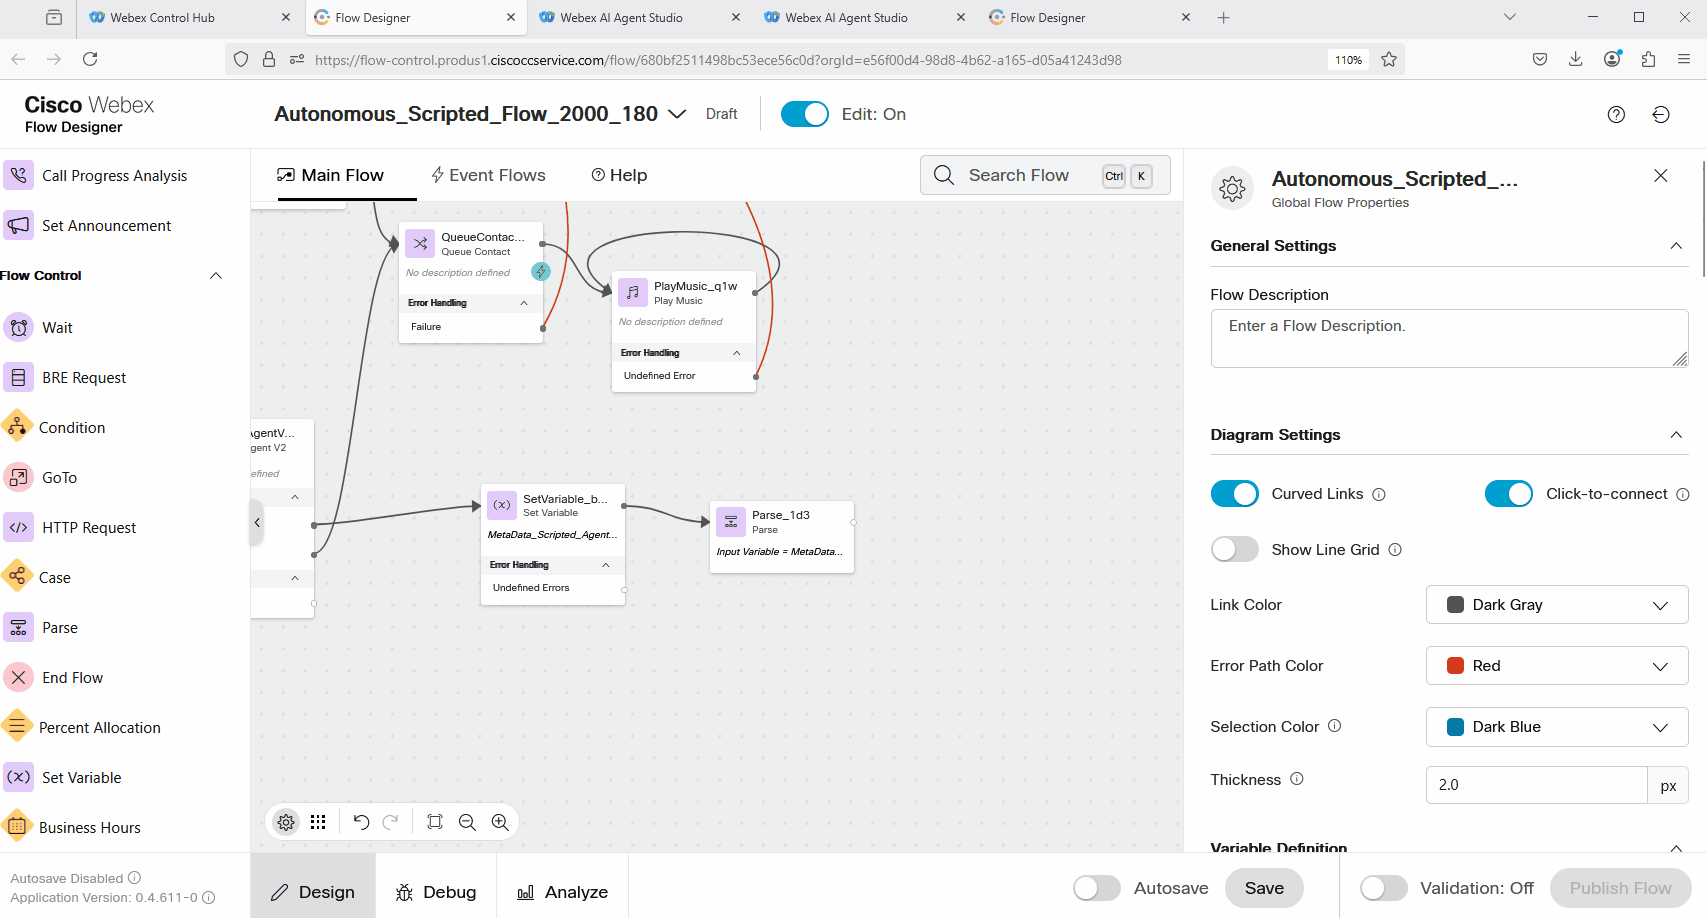 Webex Control Hub
Flow Designer
Webex AI Agent Studio
Webex AI Agent Studio
Flow Designer
https://flow-control.produs1.ciscoccservice.com/flow/680bf2511498bc53ece56c0d?orgId=e56f00d4-98d8-4b62-a165-d05a41243d98
110%
Cisco Webex
Flow Designer
Autonomous_Scripted_Flow_2000_180
Draft
Edit: On
Call Progress Analysis
Set Announcement
Flow Control
Wait
BRE Request
Condition
GoTo
HTTP Request
Case
Parse
End Flow
Percent Allocation
Set Variable
Business Hours
Main Flow
Event Flows
Help
Search Flow
Ctrl
K
QueueContac...
Queue Contact
No description defined
Error Handling
Failure
PlayMusic_q1w
Play Music
No description defined
Error Handling
Undefined Error
AgentV...
gent V2
efined
SetVariable_b...
Set Variable
MetaData_Scripted_Agent...
Error Handling
Undefined Errors
Parse_1d3
Parse
Input Variable = MetaData...
Autonomous_Scripted_...
Global Flow Properties
General Settings
Flow Description
Enter a Flow Description.
Diagram Settings
Curved Links
Click-to-connect
Show Line Grid
Link Color
Dark Gray
Error Path Color
Red
Selection Color
Dark Blue
Thickness
2.0
px
Variable Definition
Autosave Disabled
Application Version: 0.4.611-0
Design
Debug
Analyze
Autosave
Save
Validation: Off
Publish Flow